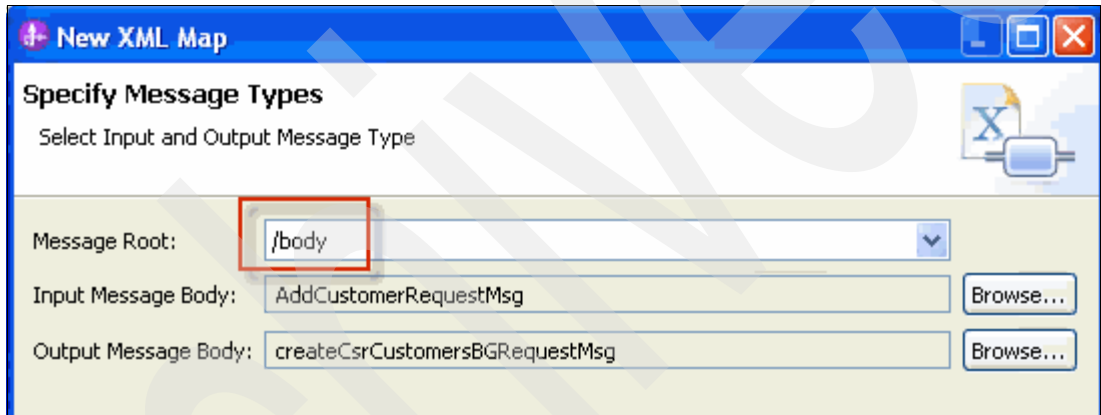 New XML Map
Specify Message Types
Select Input and Output Message Type
Message Root: /body
Input Message Body: AddCustomerRequestMsg Browse...
Output Message Body: createCsrCustomersBGRequestMsg Browse...